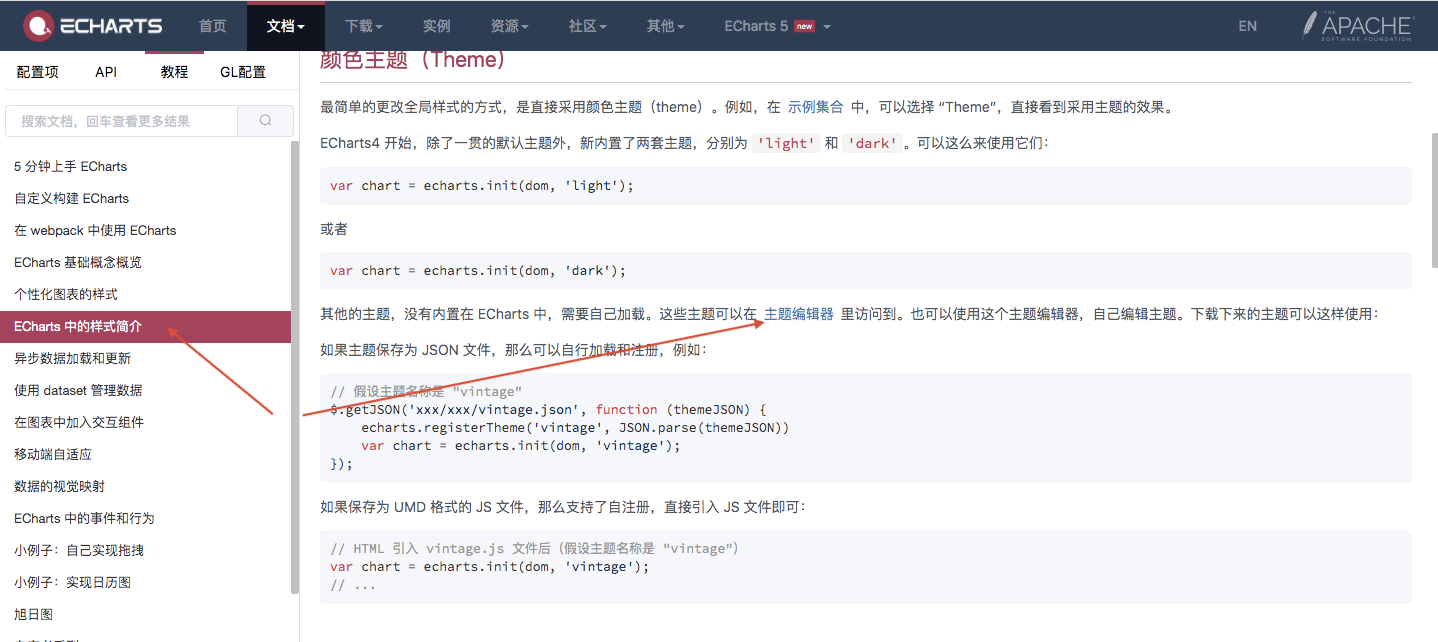 ECHARTS 首页 文档 下载 实例 资源 社区 其他 ECharts 5 new EN THE APACHE SOFTWARE FOUNDATION
配置项 API 教程 GL配置
搜索文档，回车查看更多结果
5 分钟上手 ECharts
自定义构建 ECharts
在 webpack 中使用 ECharts
ECharts 基础概念概览
个性化图表的样式
ECharts 中的样式简介
异步数据加载和更新
使用 dataset 管理数据
在图表中加入交互组件
移动端自适应
数据的视觉映射
ECharts 中的事件和行为
小例子：自己实现拖拽
小例子：实现日历图
旭日图
颜色主题（Theme）
最简单的更改全局样式的方式，是直接采用颜色主题（theme）。例如，在 示例集合 中，可以选择 “Theme”，直接看到采用主题的效果。
ECharts4 开始，除了一贯的默认主题外，新内置了两套主题，分别为 'light' 和 'dark' 。可以这么来使用它们：
var chart = echarts.init(dom, 'light');
或者
var chart = echarts.init(dom, 'dark');
其他的主题，没有内置在 ECharts 中，需要自己加载。这些主题可以在 主题编辑器 里访问到。也可以使用这个主题编辑器，自己编辑主题。下载下来的主题可以这样使用：
如果主题保存为 JSON 文件，那么可以自行加载和注册，例如：
// 假设主题名称是 "vintage"
$.getJSON('xxx/xxx/vintage.json', function (themeJSON) {
echarts.registerTheme('vintage', JSON.parse(themeJSON))
var chart = echarts.init(dom, 'vintage');
});
如果保存为 UMD 格式的 JS 文件，那么支持了自注册，直接引入 JS 文件即可：
// HTML 引入 vintage.js 文件后（假设主题名称是 "vintage"）
var chart = echarts.init(dom, 'vintage');
// ...